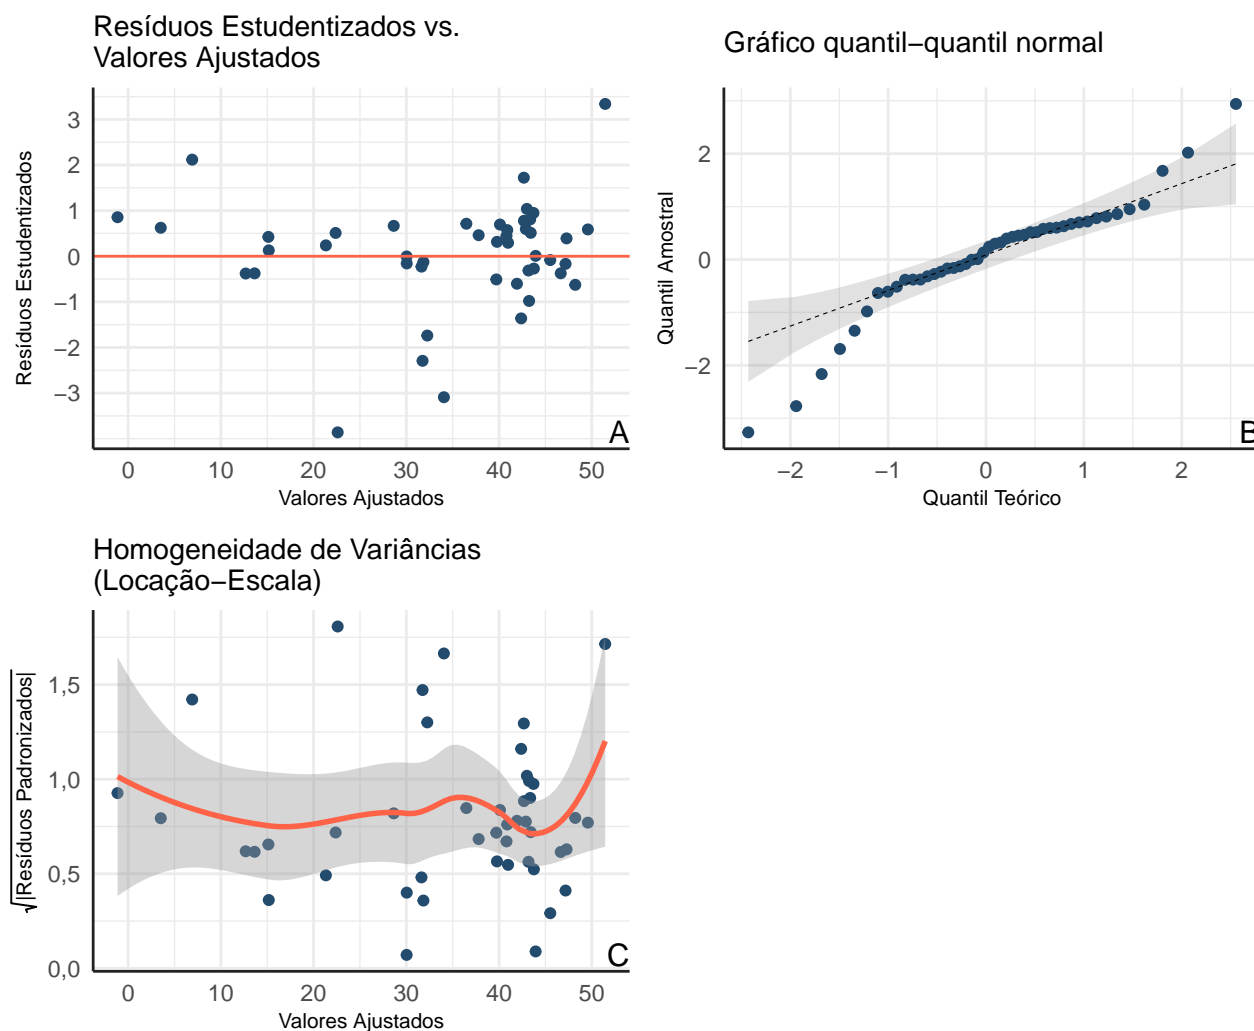 Resíduos Estudentizados vs.
Valores Ajustados
Resíduos Estudentizados
3
2
1
0
−1
−2
−3
A
0 10 20 30 40 50
Valores Ajustados
Gráfico quantil−quantil normal
Quantil Amostral
2
0
−2
B
−2 −1 0 1 2
Quantil Teórico
Homogeneidade de Variâncias
(Locação−Escala)
√|Resíduos Padronizados|
1,5
1,0
0,5
0,0
C
0 10 20 30 40 50
Valores Ajustados